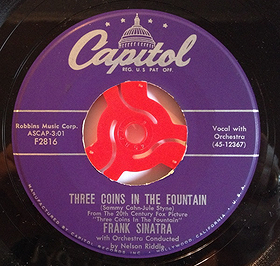 Capitol
REG. U.S. PAT. OFF.
Robbins Music Corp.
ASCAP-3:01
F2816
Vocal with
Orchestra
(45-12367)
THREE COINS IN THE FOUNTAIN
(Sammy Cahn-Jule Styne)
From The 20th Century Fox Picture
"Three Coins In The Fountain"
FRANK SINATRA
with Orchestra Conducted
by Nelson Riddle